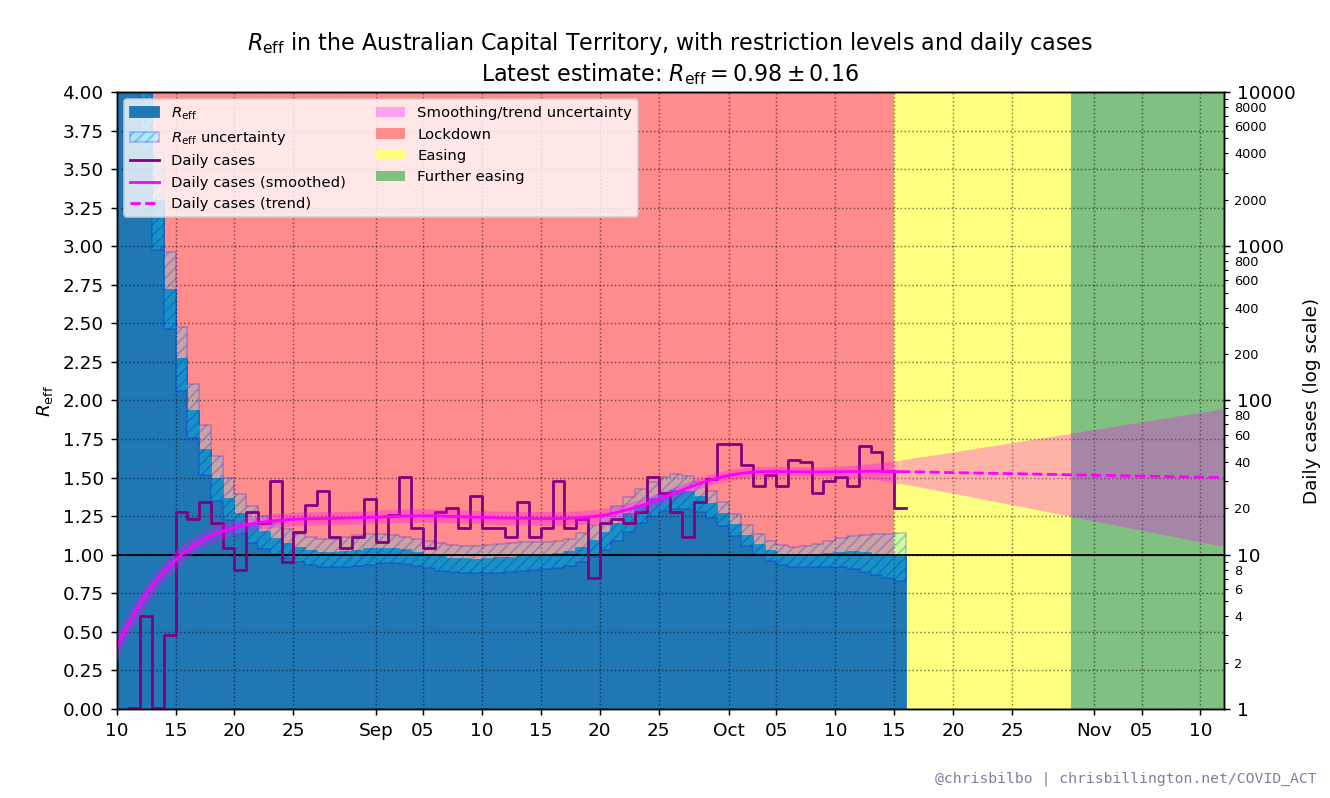 R_eff in the Australian Capital Territory, with restriction levels and daily cases
Latest estimate: R_eff = 0.98 ± 0.16
R_eff
R_eff uncertainty
Daily cases
Daily cases (smoothed)
Daily cases (trend)
Smoothing/trend uncertainty
Lockdown
Easing
Further easing
4.00
3.75
3.50
3.25
3.00
2.75
2.50
2.25
2.00
1.75
1.50
1.25
1.00
0.75
0.50
0.25
0.00
R_eff
10 15 20 25 Sep 05 10 15 20 25 Oct 05 10 15 20 25 Nov 05 10
10000
8000
6000
4000
2000
1000
800
600
400
200
100
80
60
40
20
10
8
6
4
2
1
Daily cases (log scale)
@chrisbilbo | chrisbillington.net/COVID_ACT